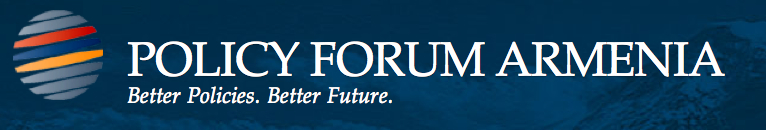 POLICY FORUM ARMENIA
Better Policies. Better Future.